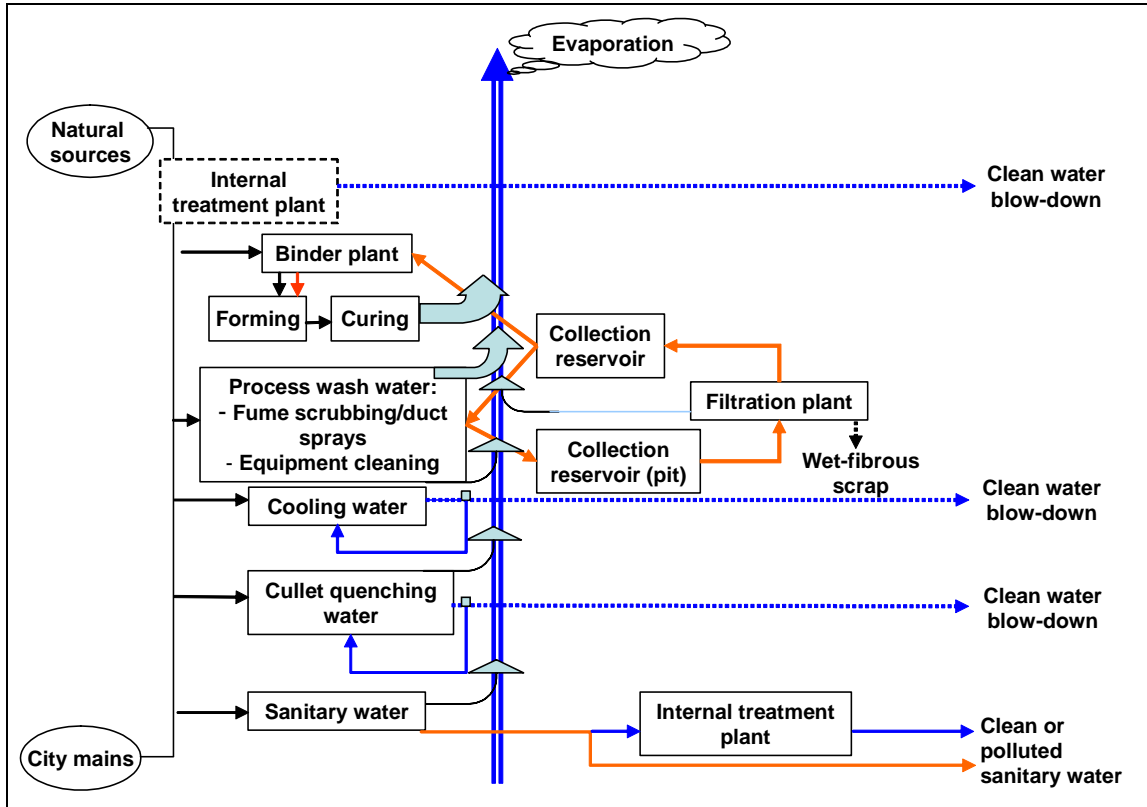 Evaporation
Natural
sources
Internal
treatment plant
Clean water
blow-down
Binder plant
Forming
Curing
Collection
reservoir
Process wash water:
- Fume scrubbing/duct
sprays
- Equipment cleaning
Filtration plant
Collection
reservoir (pit)
Wet-fibrous
scrap
Cooling water
Clean water
blow-down
Cullet quenching
water
Clean water
blow-down
Sanitary water
Internal treatment
plant
Clean or
polluted
sanitary water
City mains